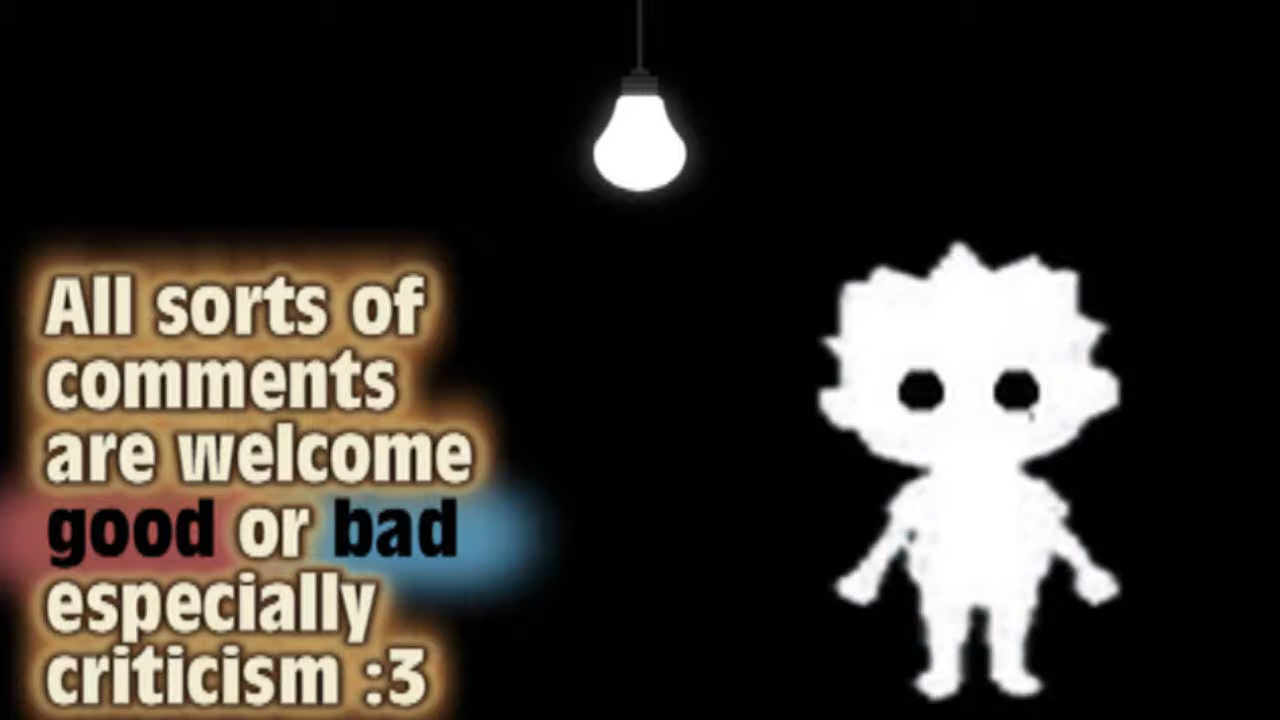 All sorts of
comments
are welcome
good or bad
especially
criticism :3